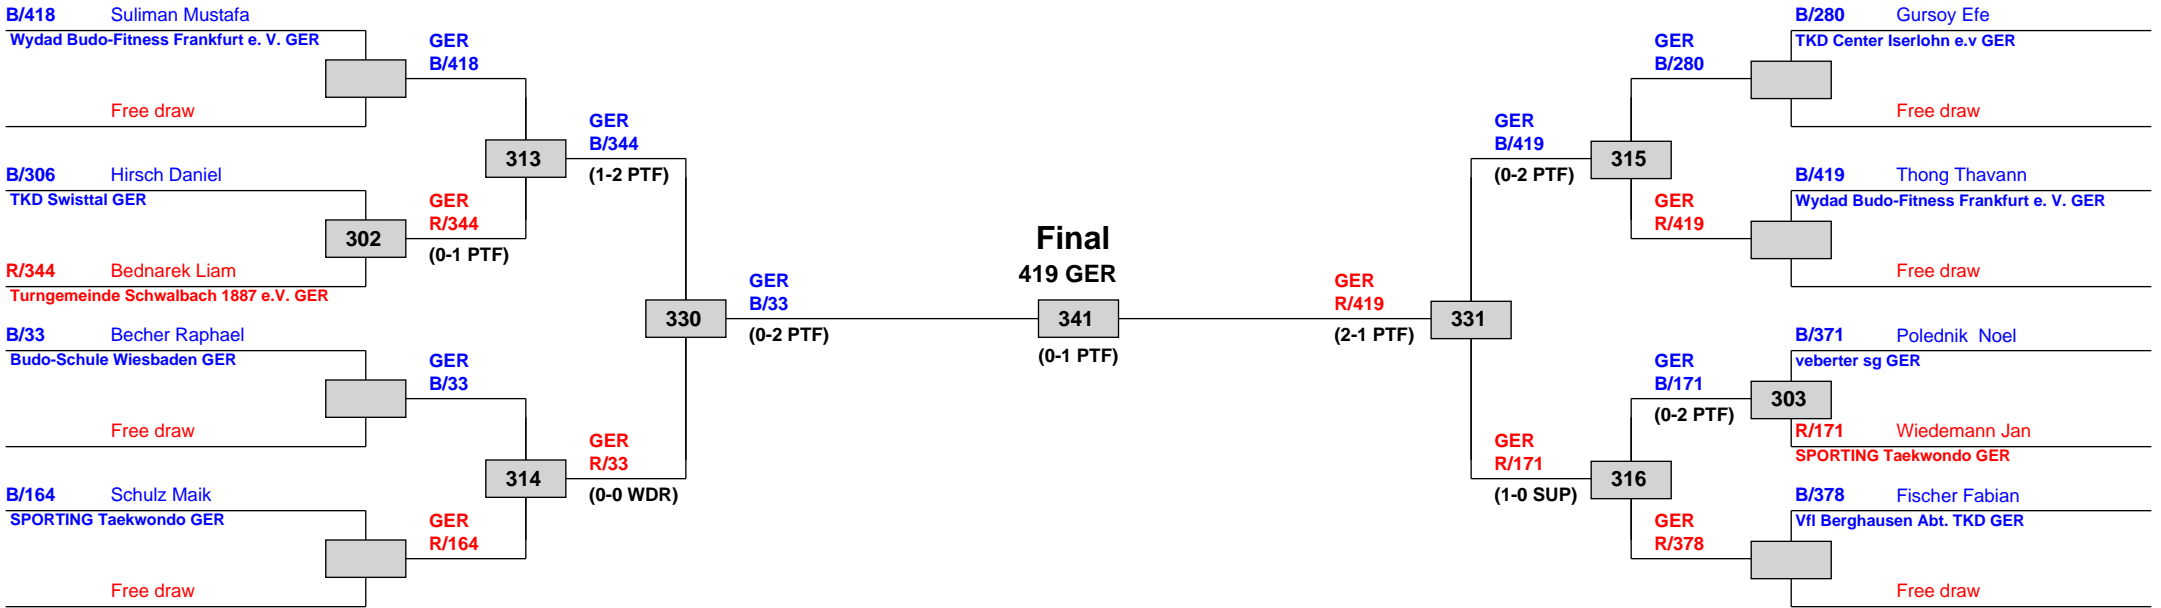 B/418 Suliman Mustafa
Wydad Budo-Fitness Frankfurt e. V. GER
Free draw
GER
B/418
B/306 Hirsch Daniel
TKD Swisttal GER
302
R/344 Bednarek Liam
Turngemeinde Schwalbach 1887 e.V. GER
GER
R/344
(0-1 PTF)
313
GER
B/344
(1-2 PTF)
B/33 Becher Raphael
Budo-Schule Wiesbaden GER
Free draw
GER
B/33
B/164 Schulz Maik
SPORTING Taekwondo GER
Free draw
GER
R/164
314
GER
R/33
(0-0 WDR)
330
GER
B/33
(0-2 PTF)
Final
419 GER
341
(0-1 PTF)
GER
R/419
(2-1 PTF)
331
GER
B/419
(0-2 PTF)
315
GER
B/280
B/280 Gursoy Efe
TKD Center Iserlohn e.v GER
Free draw
GER
R/419
B/419 Thong Thavann
Wydad Budo-Fitness Frankfurt e. V. GER
Free draw
GER
R/171
(1-0 SUP)
316
GER
B/171
(0-2 PTF)
303
B/371 Polednik  Noel
veberter sg GER
R/171 Wiedemann Jan
SPORTING Taekwondo GER
GER
R/378
B/378 Fischer Fabian
Vfl Berghausen Abt. TKD GER
Free draw